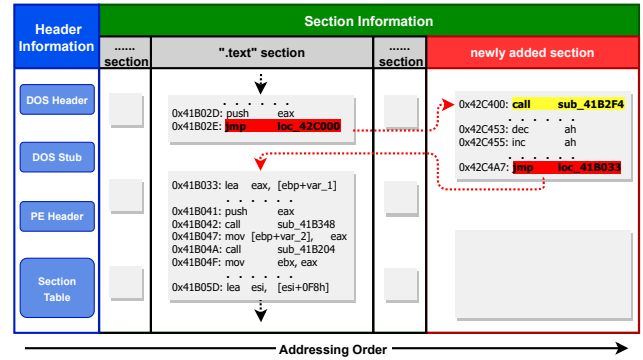 Header Information
Section Information
...... section
".text" section
...... section
newly added section
DOS Header
DOS Stub
PE Header
Section Table
. . . . . .
0x41B02D: push eax
0x41B02E: jmp loc_42C000
0x41B033: lea eax, [ebp+var_1]
. . . . . .
0x41B041: push eax
0x41B042: call sub_41B348
0x41B047: mov [ebp+var_2], eax
0x41B04A: call sub_41B204
0x41B04F: mov ebx, eax
. . . . . .
0x41B05D: lea esi, [esi+0F8h]
0x42C400: call sub_41B2F4
. . . . . .
0x42C453: dec ah
0x42C455: inc ah
. . . . . .
0x42C4A7: jmp loc_41B033
Addressing Order